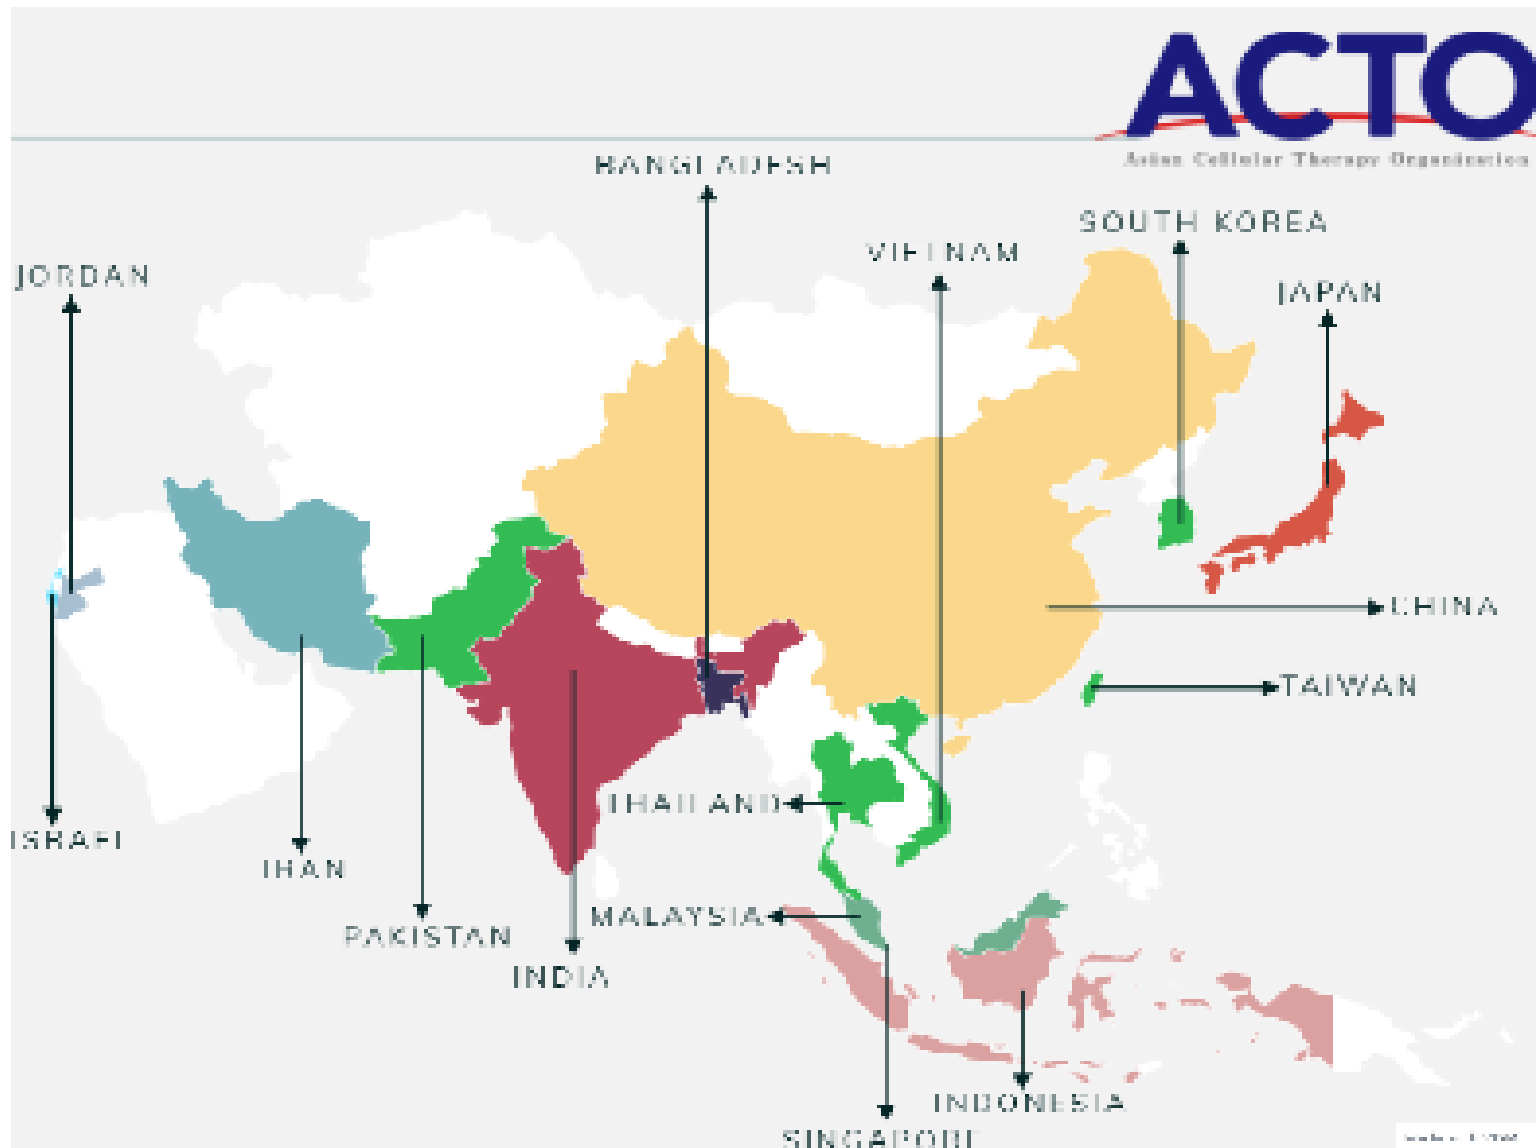 ACTO
Asian Cellular Therapy Organization
BANGLADESH
SOUTH KOREA
VIETNAM
JORDAN
JAPAN
CHINA
TAIWAN
THAILAND
ISRAEL
IRAN
MALAYSIA
PAKISTAN
INDIA
INDONESIA
SINGAPORE